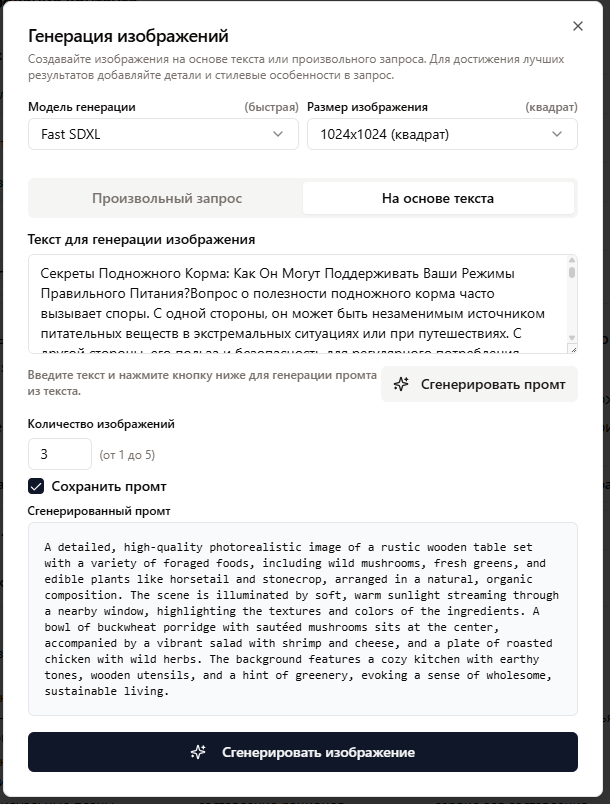 Генерация изображений
Создавайте изображения на основе текста или произвольного запроса. Для достижения лучших
результатов добавляйте детали и стилевые особенности в запрос.
Модель генерации (быстрая) Размер изображения (квадрат)
Fast SDXL 1024x1024 (квадрат)
Произвольный запрос На основе текста
Текст для генерации изображения
Секреты Подножного Корма: Как Он Могут Поддерживать Ваши Режимы
Правильного Питания?Вопрос о полезности подножного корма часто
вызывает споры. С одной стороны, он может быть незаменимым источником
питательных веществ в экстремальных ситуациях или при путешествиях. С
другой стороны, его польза и безопасность для регулярного потребления
Введите текст и нажмите кнопку ниже для генерации промта
из текста.
Сгенерировать промт
Количество изображений
3 (от 1 до 5)
Сохранить промт
Сгенерированный промт
A detailed, high-quality photorealistic image of a rustic wooden table set
with a variety of foraged foods, including wild mushrooms, fresh greens, and
edible plants like horsetail and stonecrop, arranged in a natural, organic
composition. The scene is illuminated by soft, warm sunlight streaming through
a nearby window, highlighting the textures and colors of the ingredients. A
bowl of buckwheat porridge with sautéed mushrooms sits at the center,
accompanied by a vibrant salad with shrimp and cheese, and a plate of roasted
chicken with wild herbs. The background features a cozy kitchen with earthy
tones, wooden utensils, and a hint of greenery, evoking a sense of wholesome,
sustainable living.
Сгенерировать изображение